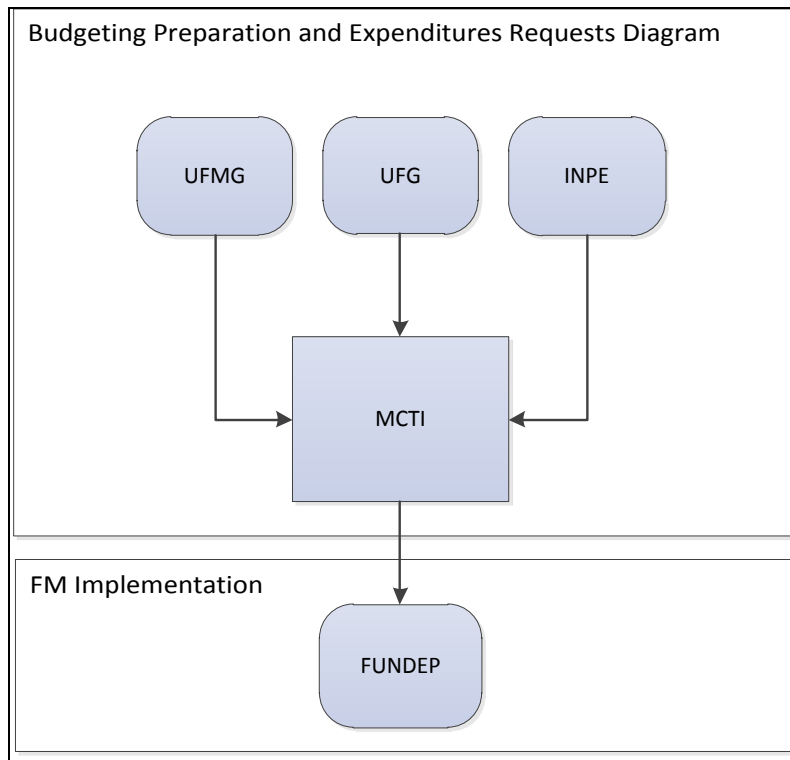 Budgeting Preparation and Expenditures Requests Diagram
UFMG
UFG
INPE
MCTI
FM Implementation
FUNDEP